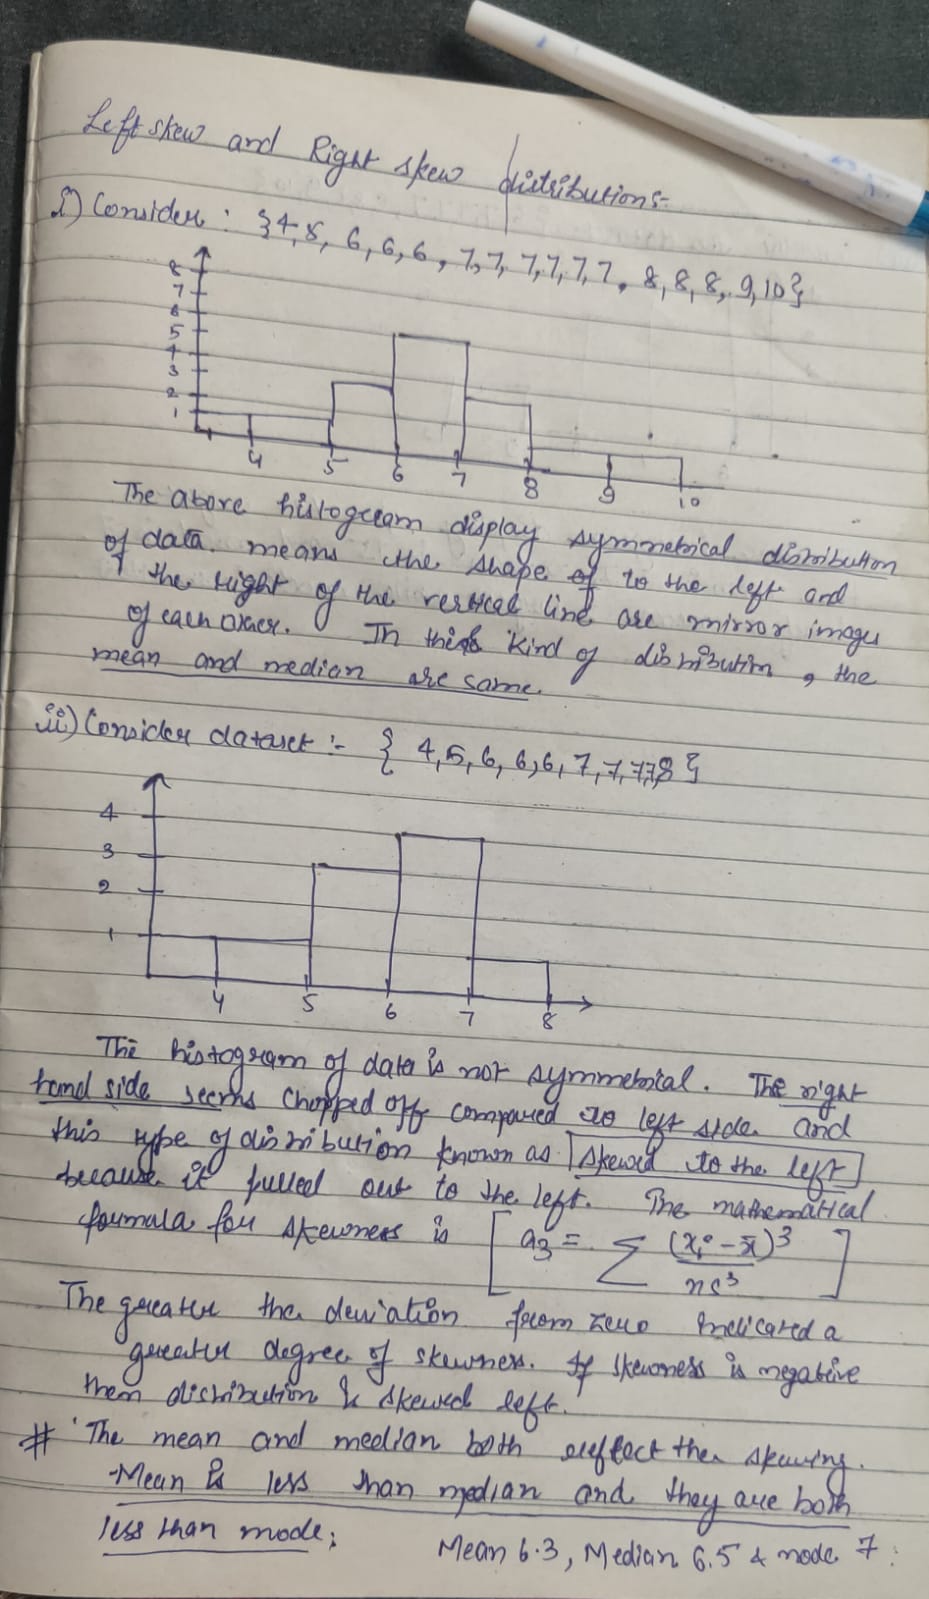 Left skew and Right skew distributions:-
i) Consider : {4, 5, 6, 6, 6, 7, 7, 7, 7, 7, 7, 8, 8, 8, 9, 10}
8
7
6
5
4
3
2
1
4 5 6 7 8 9 10
The above histogram display symmetrical distribution
of data. means the shape of to the left and
the right of the vertical line are mirror images
of each other. In this kind of distribution, the
mean and median are same.
ii) Consider dataset :- { 4, 5, 6, 6, 6, 7, 7, 7, 7, 8 }
4
3
2
1
4 5 6 7 8
The histogram of data is not symmetrical. The right
hand side seems chopped off compared to left side and
this type of distribution known as skewed to the left
because it pulled out to the left. The mathematical
formula for skewness is [ a3 = Σ (xi - x̄)³ / ns³ ]
The greater the deviation from zero indicated a
greater degree of skewness. If skewness is negative
then distribution is skewed left.
# The mean and median both reflect the skewing.
-Mean is less than median and they are both
less than mode; Mean 6.3, Median 6.5 & mode 7.